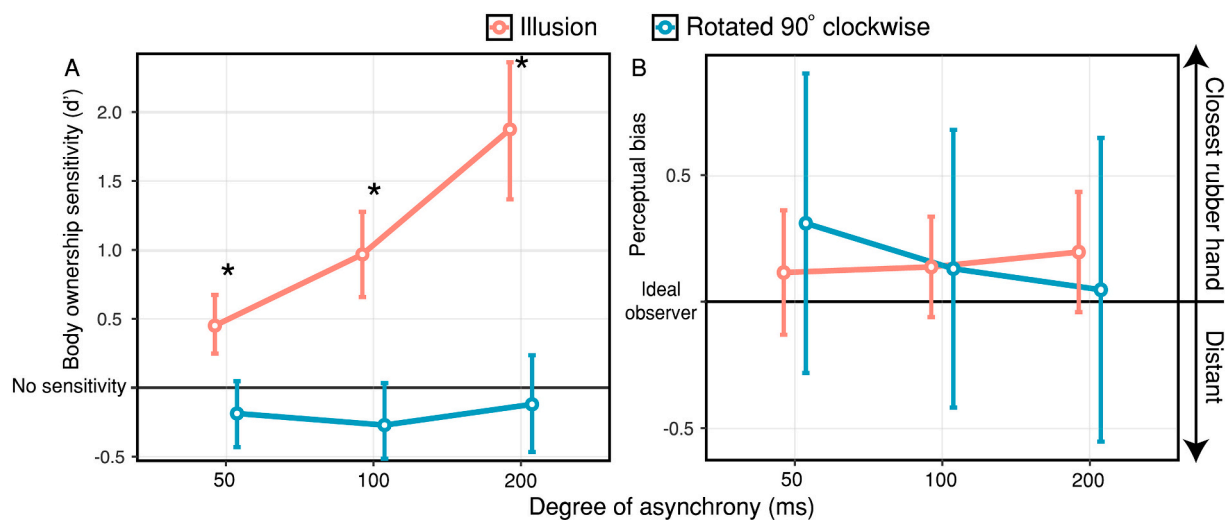 Illusion
Rotated 90° clockwise
A
*
*
*
Body ownership sensitivity (d')
2.0
1.5
1.0
0.5
No sensitivity
-0.5
50
100
200
B
Perceptual bias
0.5
Ideal
observer
-0.5
50
100
200
Closest rubber hand
Distant
Degree of asynchrony (ms)